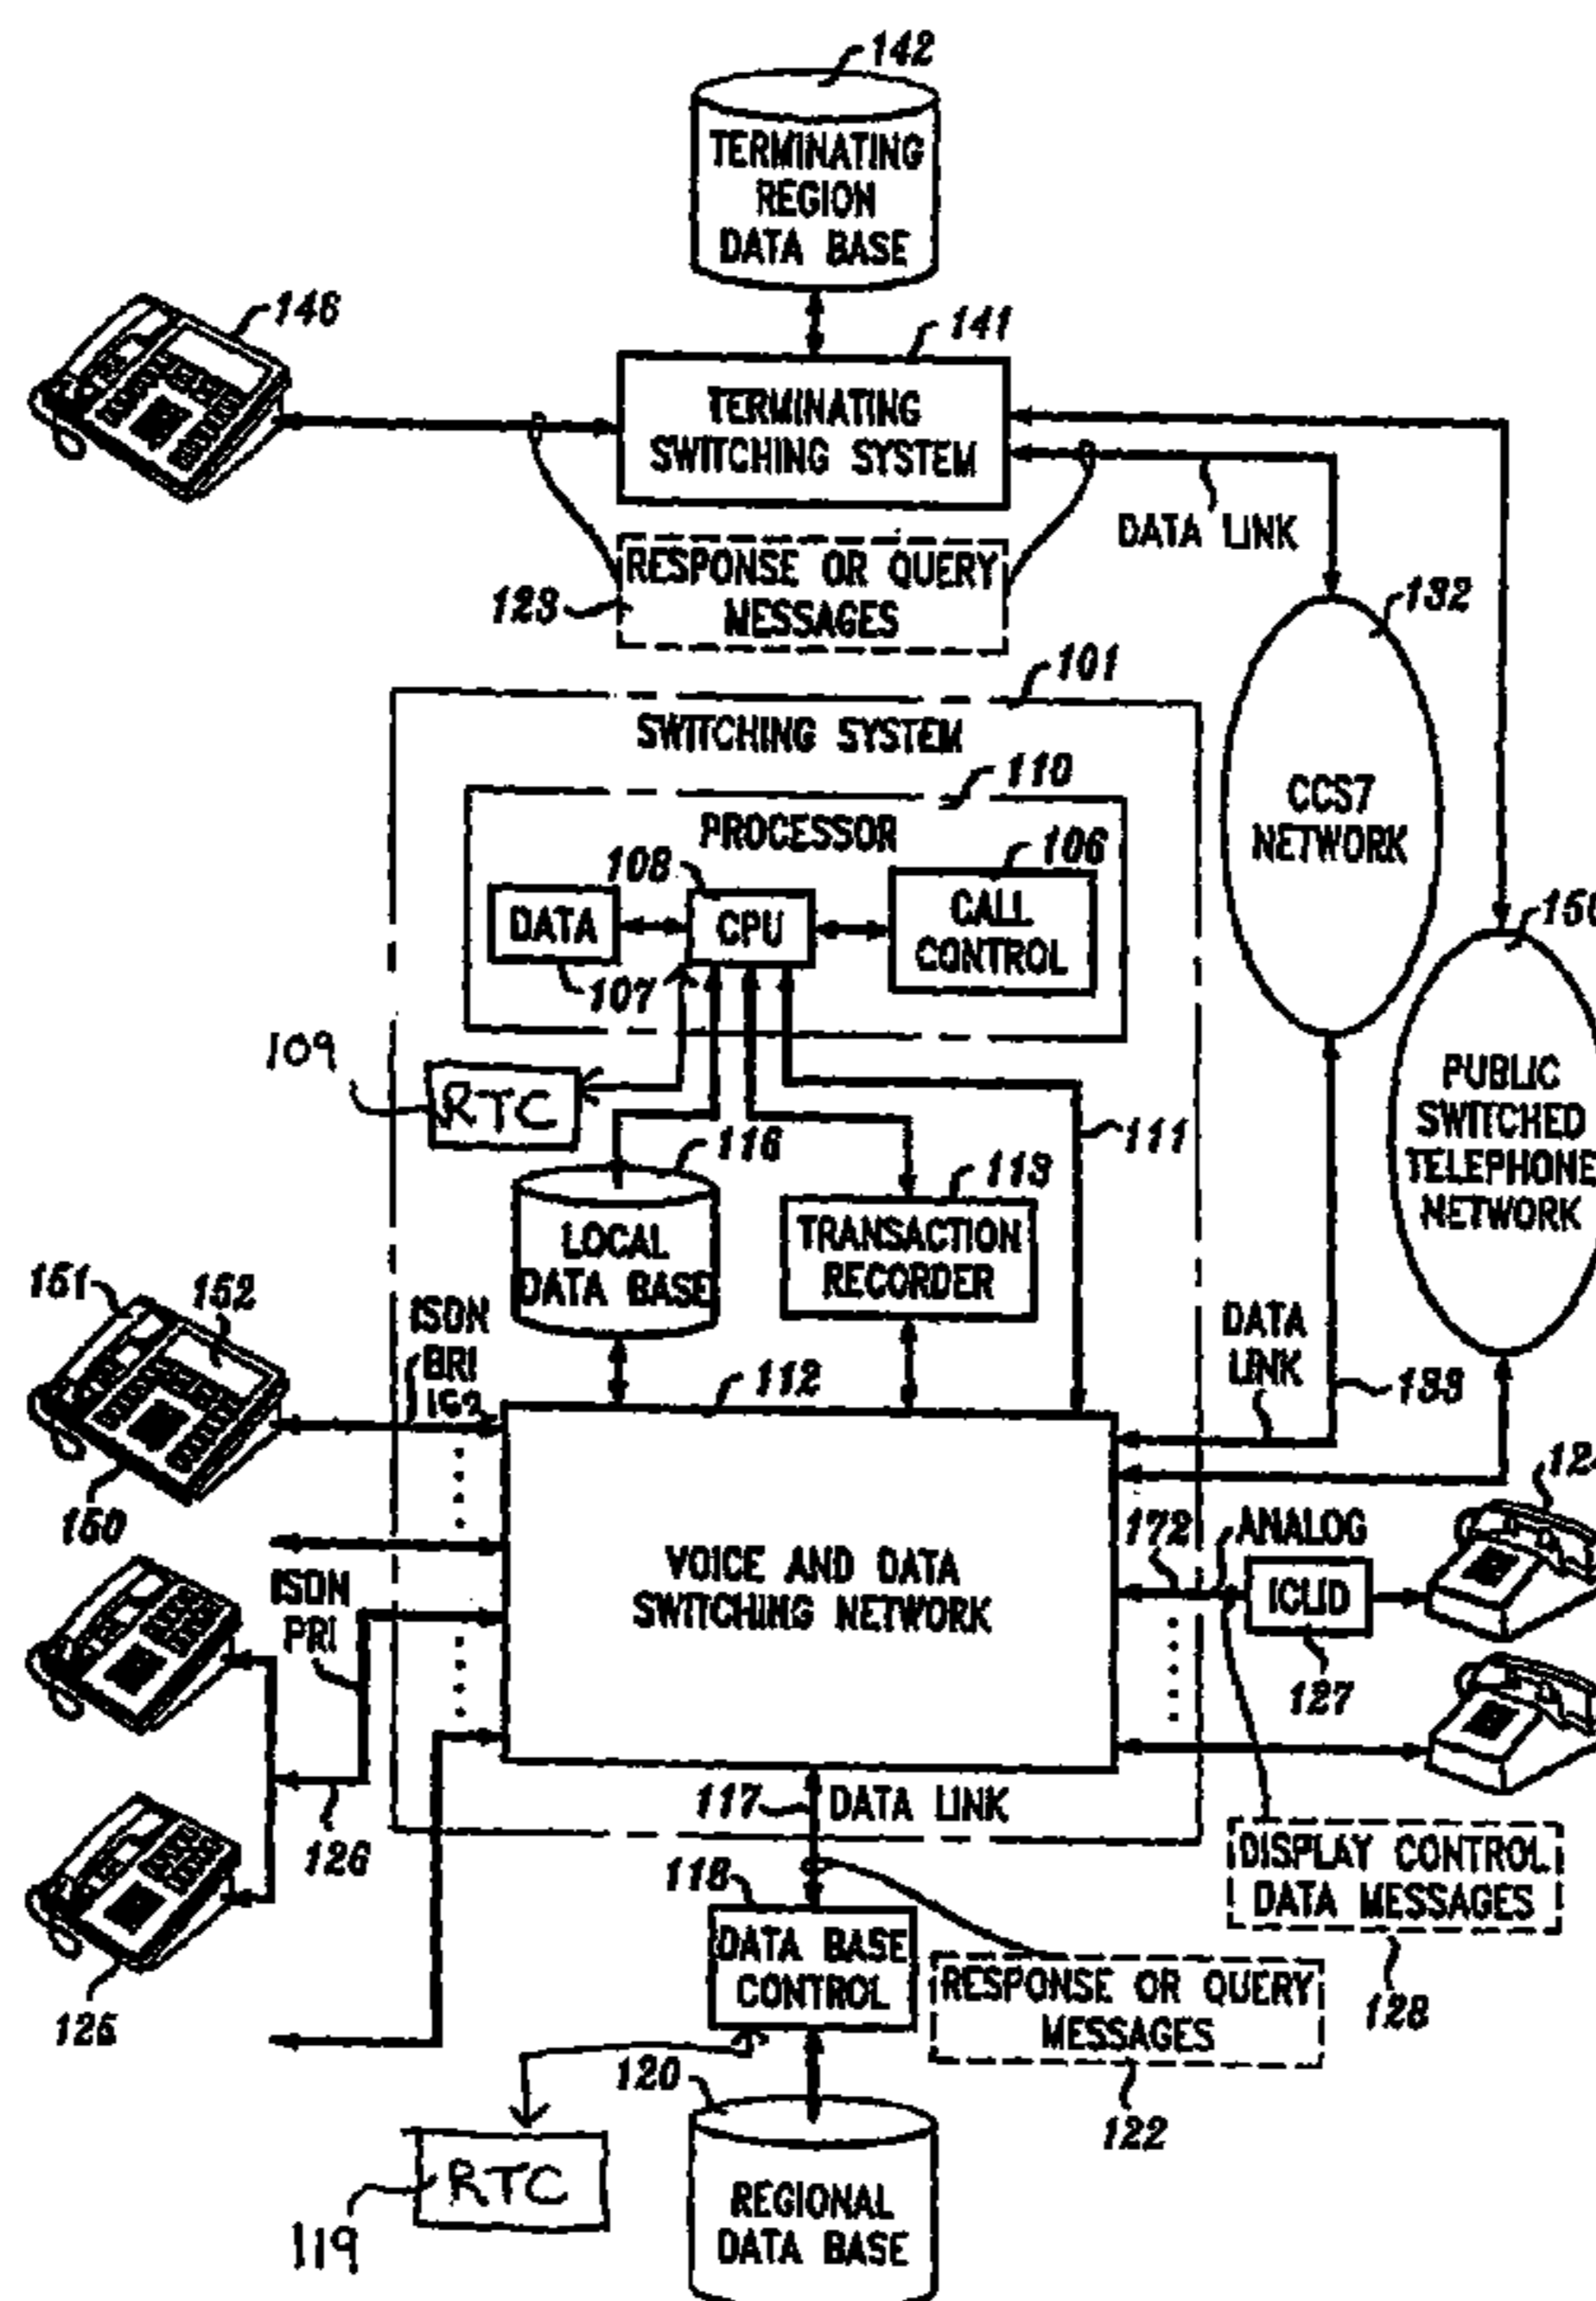 142
TERMINATING
REGION
DATA BASE
146
141
TERMINATING
SWITCHING SYSTEM
DATA LINK
RESPONSE OR QUERY
MESSAGES
123
132
CCS7
NETWORK
101
SWITCHING SYSTEM
110
PROCESSOR
108
106
DATA
CPU
CALL
CONTROL
107
109
RTC
116
111
113
LOCAL
DATA BASE
TRANSACTION
RECORDER
PUBLIC
SWITCHED
TELEPHONE
NETWORK
151
152
ISDN
BRI
150
112
DATA
LINK
133
VOICE AND DATA
SWITCHING NETWORK
172
ANALOG
ICLID
127
ISDN
PRI
126
125
117
DATA LINK
118
DATA BASE
CONTROL
DISPLAY CONTROL
DATA MESSAGES
128
RESPONSE OR QUERY
MESSAGES
122
120
RTC
119
REGIONAL
DATA BASE